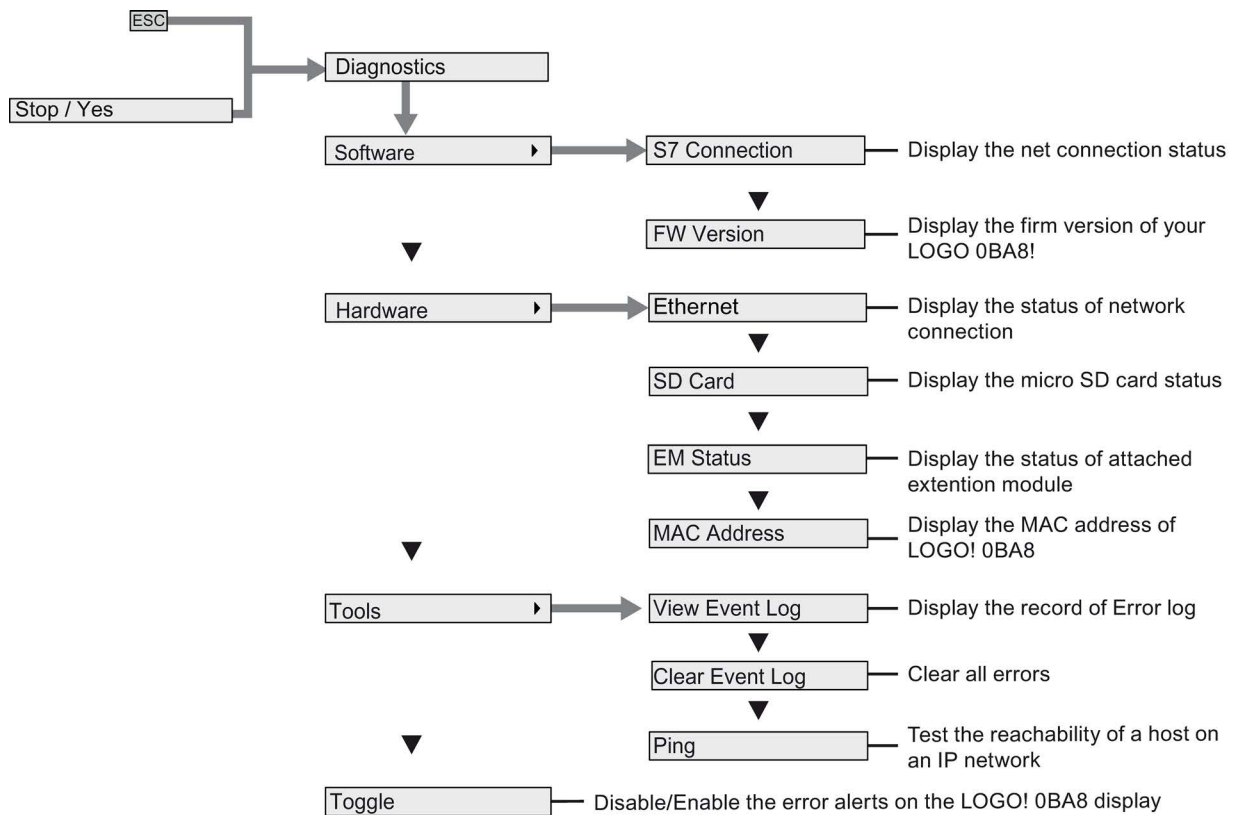 ESC
Stop / Yes
Diagnostics
Software
S7 Connection
Display the net connection status
FW Version
Display the firm version of your
LOGO 0BA8!
Hardware
Ethernet
Display the status of network
connection
SD Card
Display the micro SD card status
EM Status
Display the status of attached
extention module
MAC Address
Display the MAC address of
LOGO! 0BA8
Tools
View Event Log
Display the record of Error log
Clear Event Log
Clear all errors
Ping
Test the reachability of a host on
an IP network
Toggle
Disable/Enable the error alerts on the LOGO! 0BA8 display